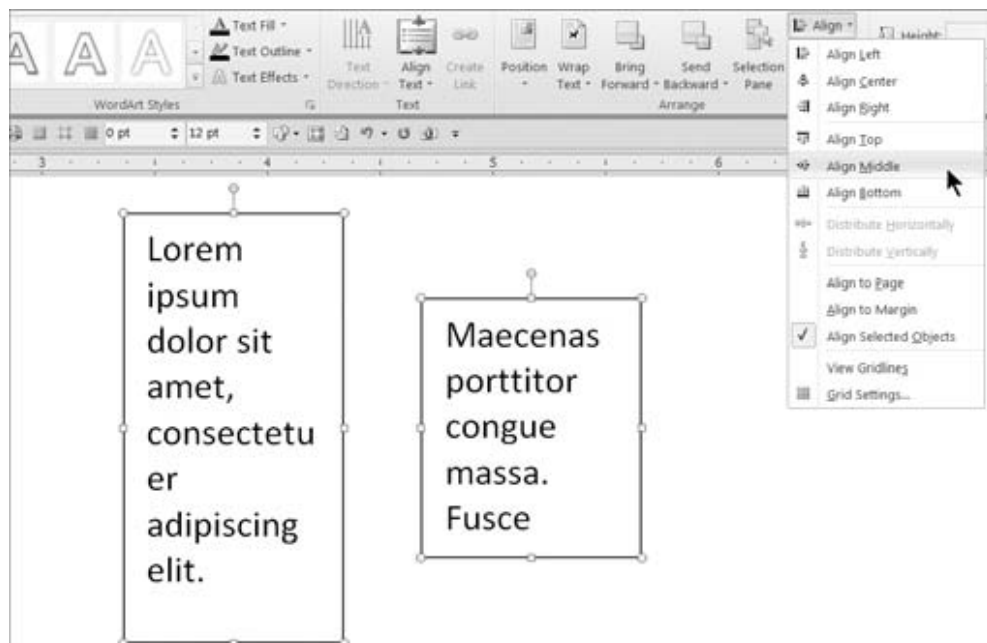 A A A
Text Fill
Text Outline
Text Effects
WordArt Styles
Text Direction
Align Text
Create Link
Text
Position
Wrap Text
Bring Forward
Send Backward
Selection Pane
Arrange
Align
Height:
0 pt 12 pt
3 4 5 6
Align Left
Align Center
Align Right
Align Top
Align Middle
Align Bottom
Distribute Horizontally
Distribute Vertically
Align to Page
Align to Margin
Align Selected Objects
View Gridlines
Grid Settings...
Lorem
ipsum
dolor sit
amet,
consectetu
er
adipiscing
elit.
Maecenas
porttitor
congue
massa.
Fusce